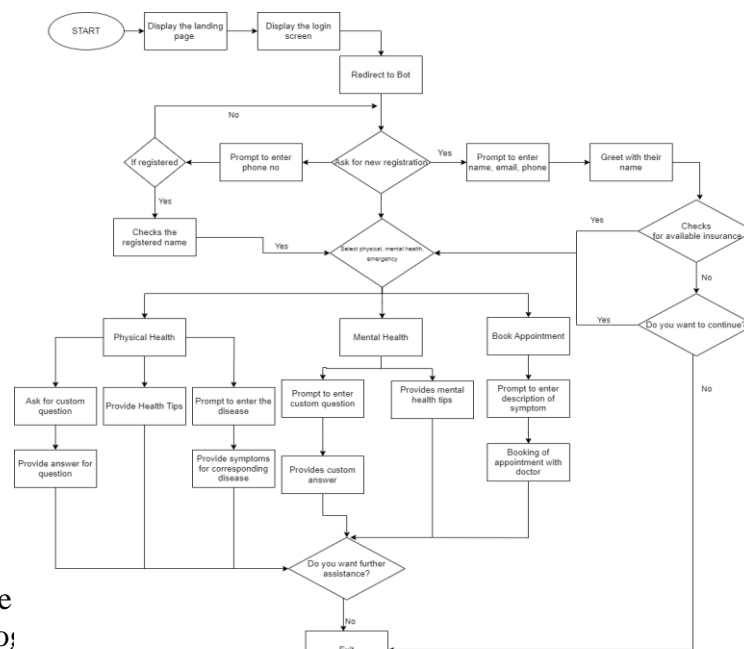 START
Display the landing
page
Display the login
screen
Redirect to Bot
No
If registered
Prompt to enter
phone no
Ask for new registration
Yes
Prompt to enter
name, email, phone
Greet with their
name
Yes
Checks the
registered name
Yes
Select physical, mental health,
emergency
Yes
Checks
for available insurance
No
Physical Health
Mental Health
Book Appointment
Yes
Do you want to continue?
No
Ask for custom
question
Provide Health Tips
Prompt to enter the
disease
Prompt to enter
custom question
Provides mental
health tips
Prompt to enter
description of
symptom
Provide answer for
question
Provide symptoms
for corresponding
disease
Provides custom
answer
Booking of
appointment with
doctor
Do you want further
assistance?
No
Exit
e